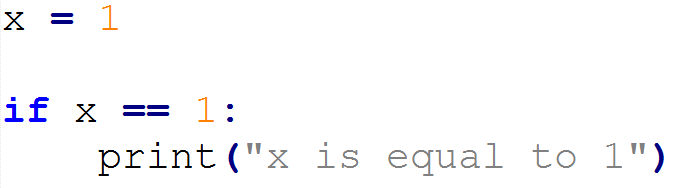 x = 1
if x == 1:
    print("x is equal to 1")